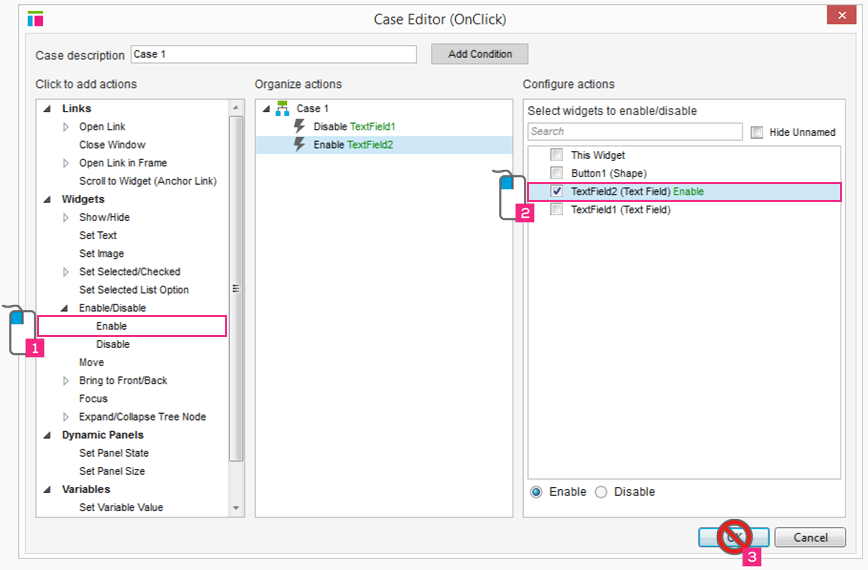 Case Editor (OnClick)
Case description Case 1 Add Condition
Click to add actions
Links
Open Link
Close Window
Open Link in Frame
Scroll to Widget (Anchor Link)
Widgets
Show/Hide
Set Text
Set Image
Set Selected/Checked
Set Selected List Option
Enable/Disable
Enable
1
Disable
Move
Bring to Front/Back
Focus
Expand/Collapse Tree Node
Dynamic Panels
Set Panel State
Set Panel Size
Variables
Set Variable Value
Organize actions
Case 1
Disable TextField1
Enable TextField2
Configure actions
Select widgets to enable/disable
Search Hide Unnamed
This Widget
Button1 (Shape)
TextField2 (Text Field) Enable
2
TextField1 (Text Field)
Enable Disable
OK Cancel
3